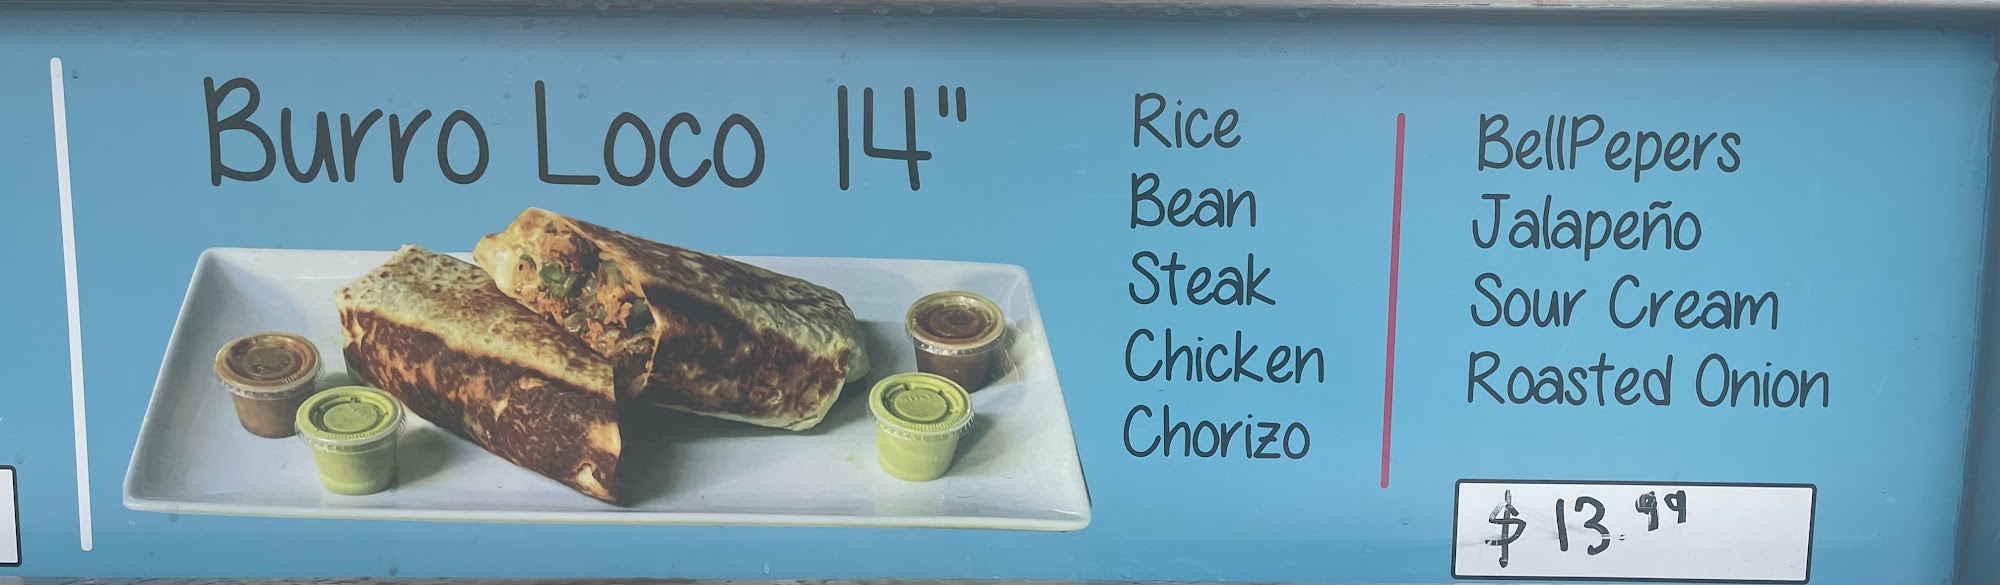 Burro Loco 14"
Rice
Bean
Steak
Chicken
Chorizo
BellPepers
Jalapeño
Sour Cream
Roasted Onion
$ 13.99